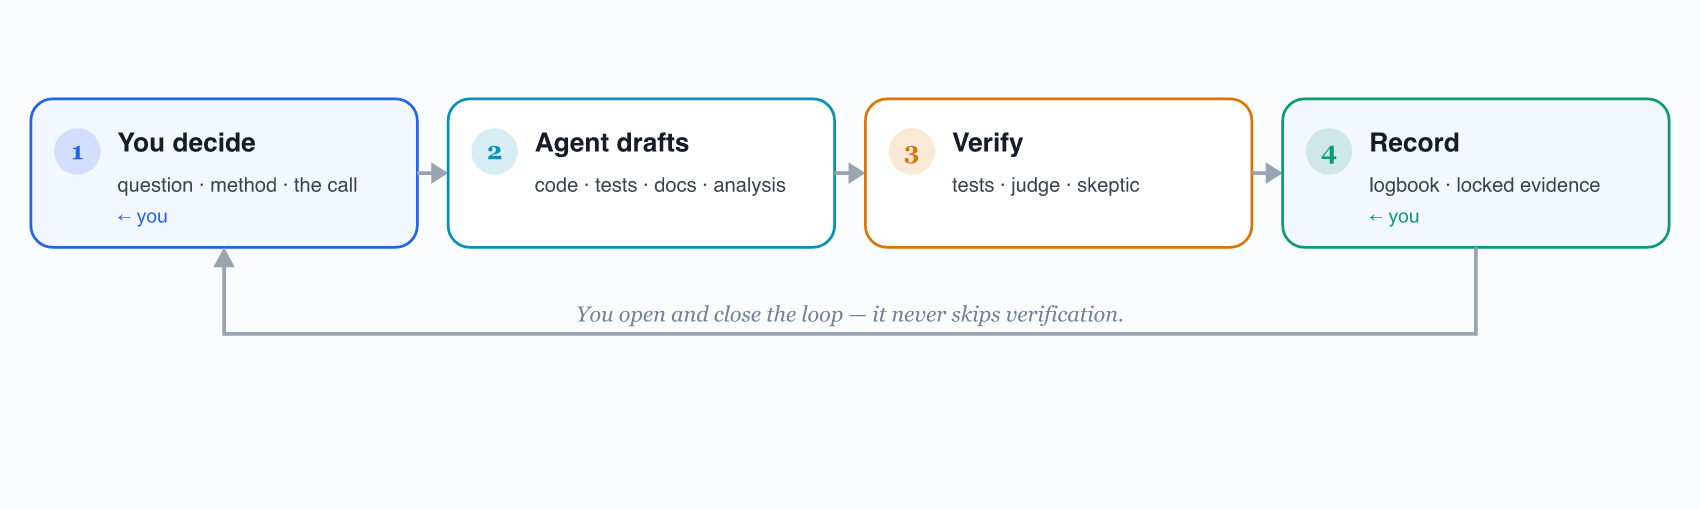 1
You decide
question · method · the call
← you
2
Agent drafts
code · tests · docs · analysis
3
Verify
tests · judge · skeptic
4
Record
logbook · locked evidence
← you
You open and close the loop — it never skips verification.